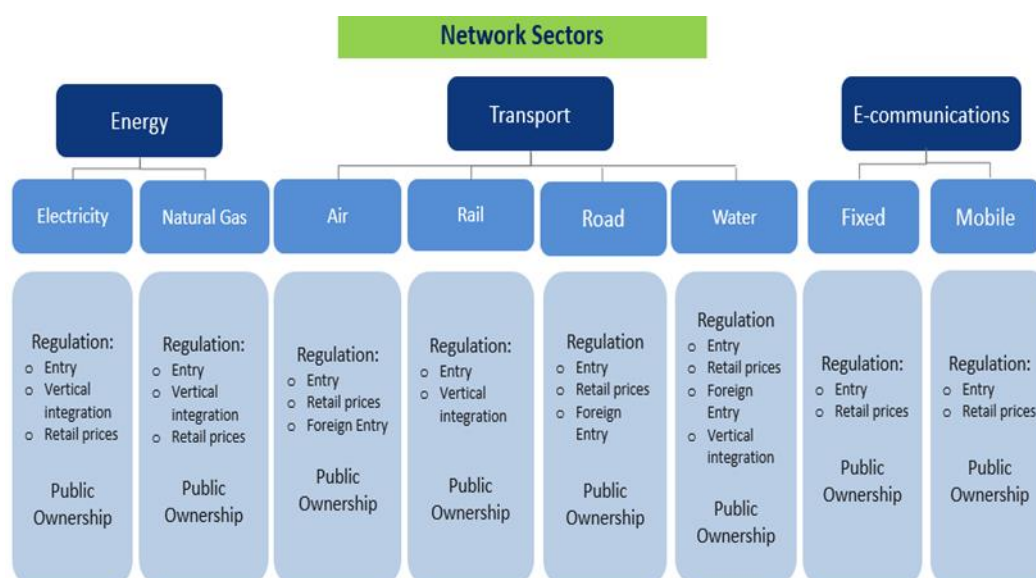 Network Sectors
Energy
Transport
E-communications
Electricity
Natural Gas
Air
Rail
Road
Water
Fixed
Mobile
Regulation:
o Entry
o Vertical
integration
o Retail prices
Public
Ownership
Regulation:
o Entry
o Vertical
integration
o Retail prices
Public
Ownership
Regulation:
o Entry
o Retail prices
o Foreign Entry
Public
Ownership
Regulation:
o Entry
o Vertical
integration
Public
Ownership
Regulation
o Entry
o Retail prices
o Foreign
Entry
Public
Ownership
Regulation
o Entry
o Retail prices
o Foreign
Entry
o Vertical
integration
Public
Ownership
Regulation:
o Entry
o Retail prices
Public
Ownership
Regulation:
o Entry
o Retail prices
Public
Ownership